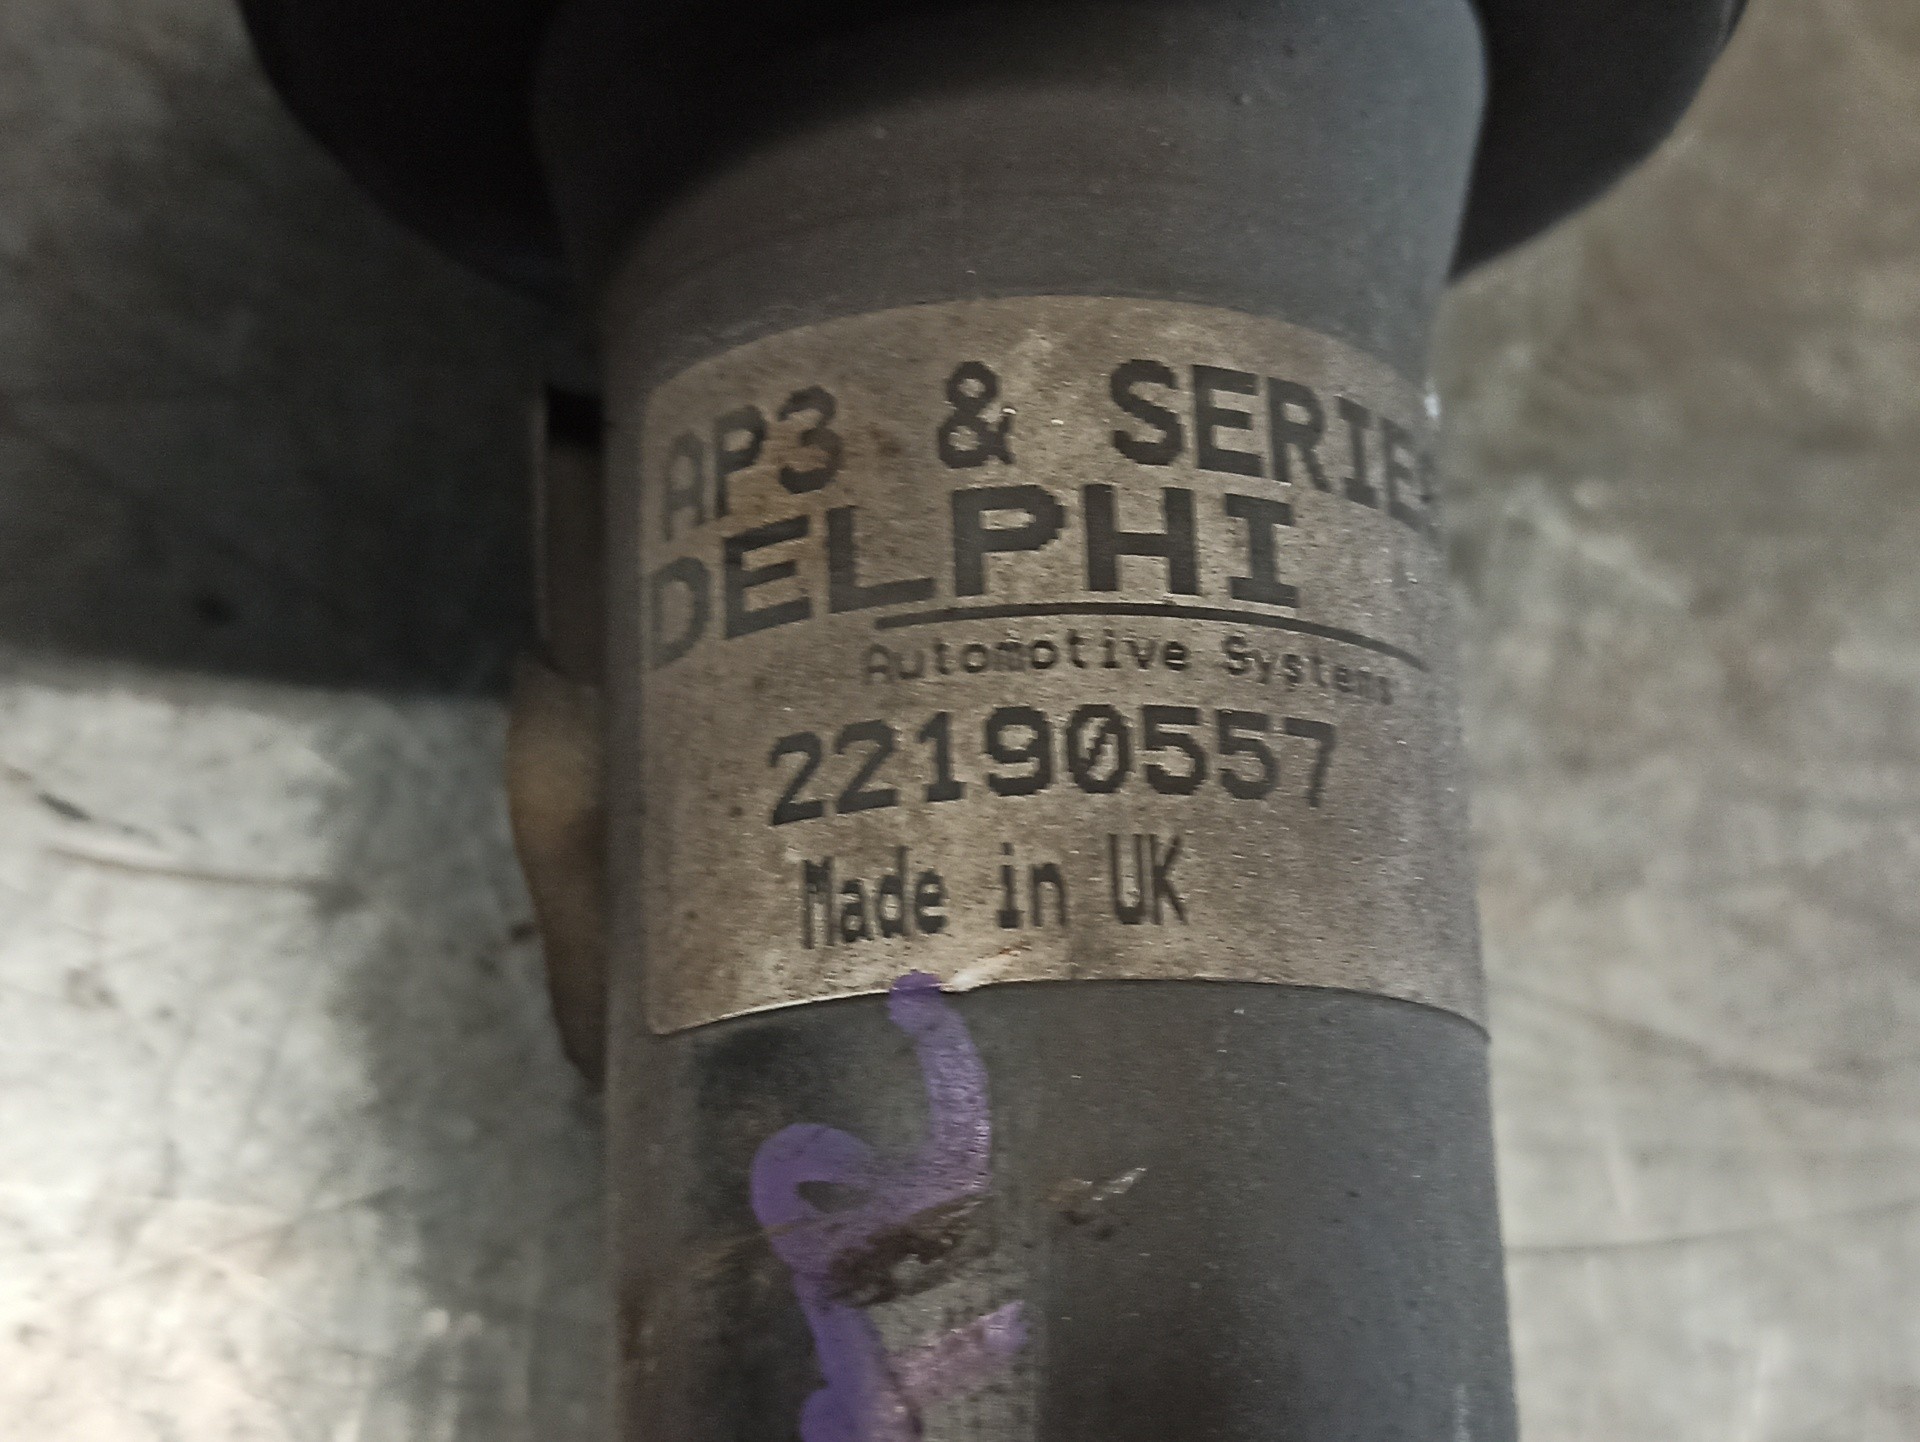 AP3 & SERIES
DELPHI
Automotive Systems
22190557
Made in UK